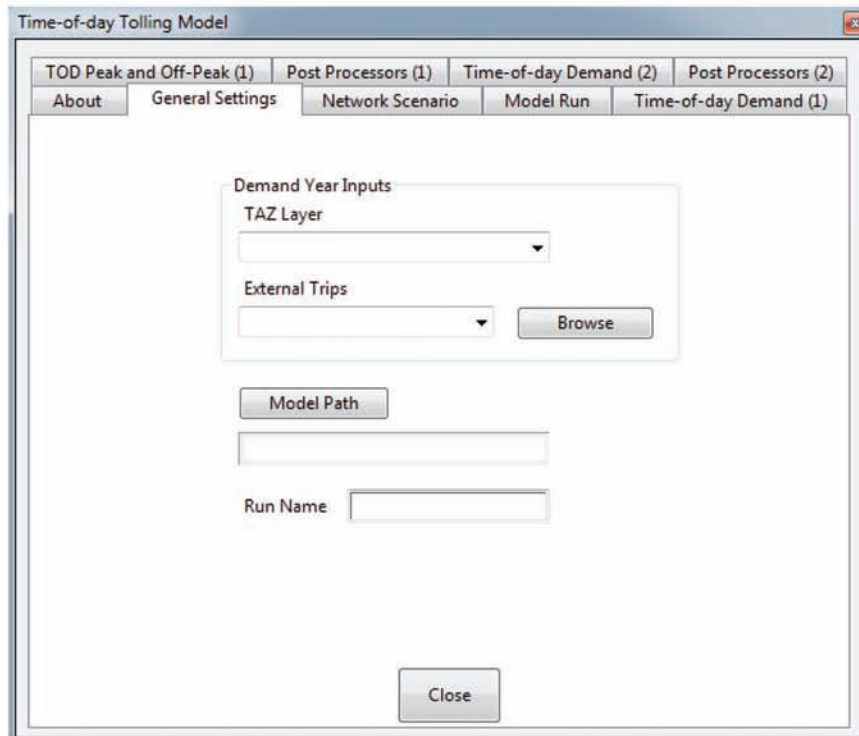 Time-of-day Tolling Model
TOD Peak and Off-Peak (1) Post Processors (1) Time-of-day Demand (2) Post Processors (2)
About General Settings Network Scenario Model Run Time-of-day Demand (1)
Demand Year Inputs
TAZ Layer
External Trips
Browse
Model Path
Run Name
Close